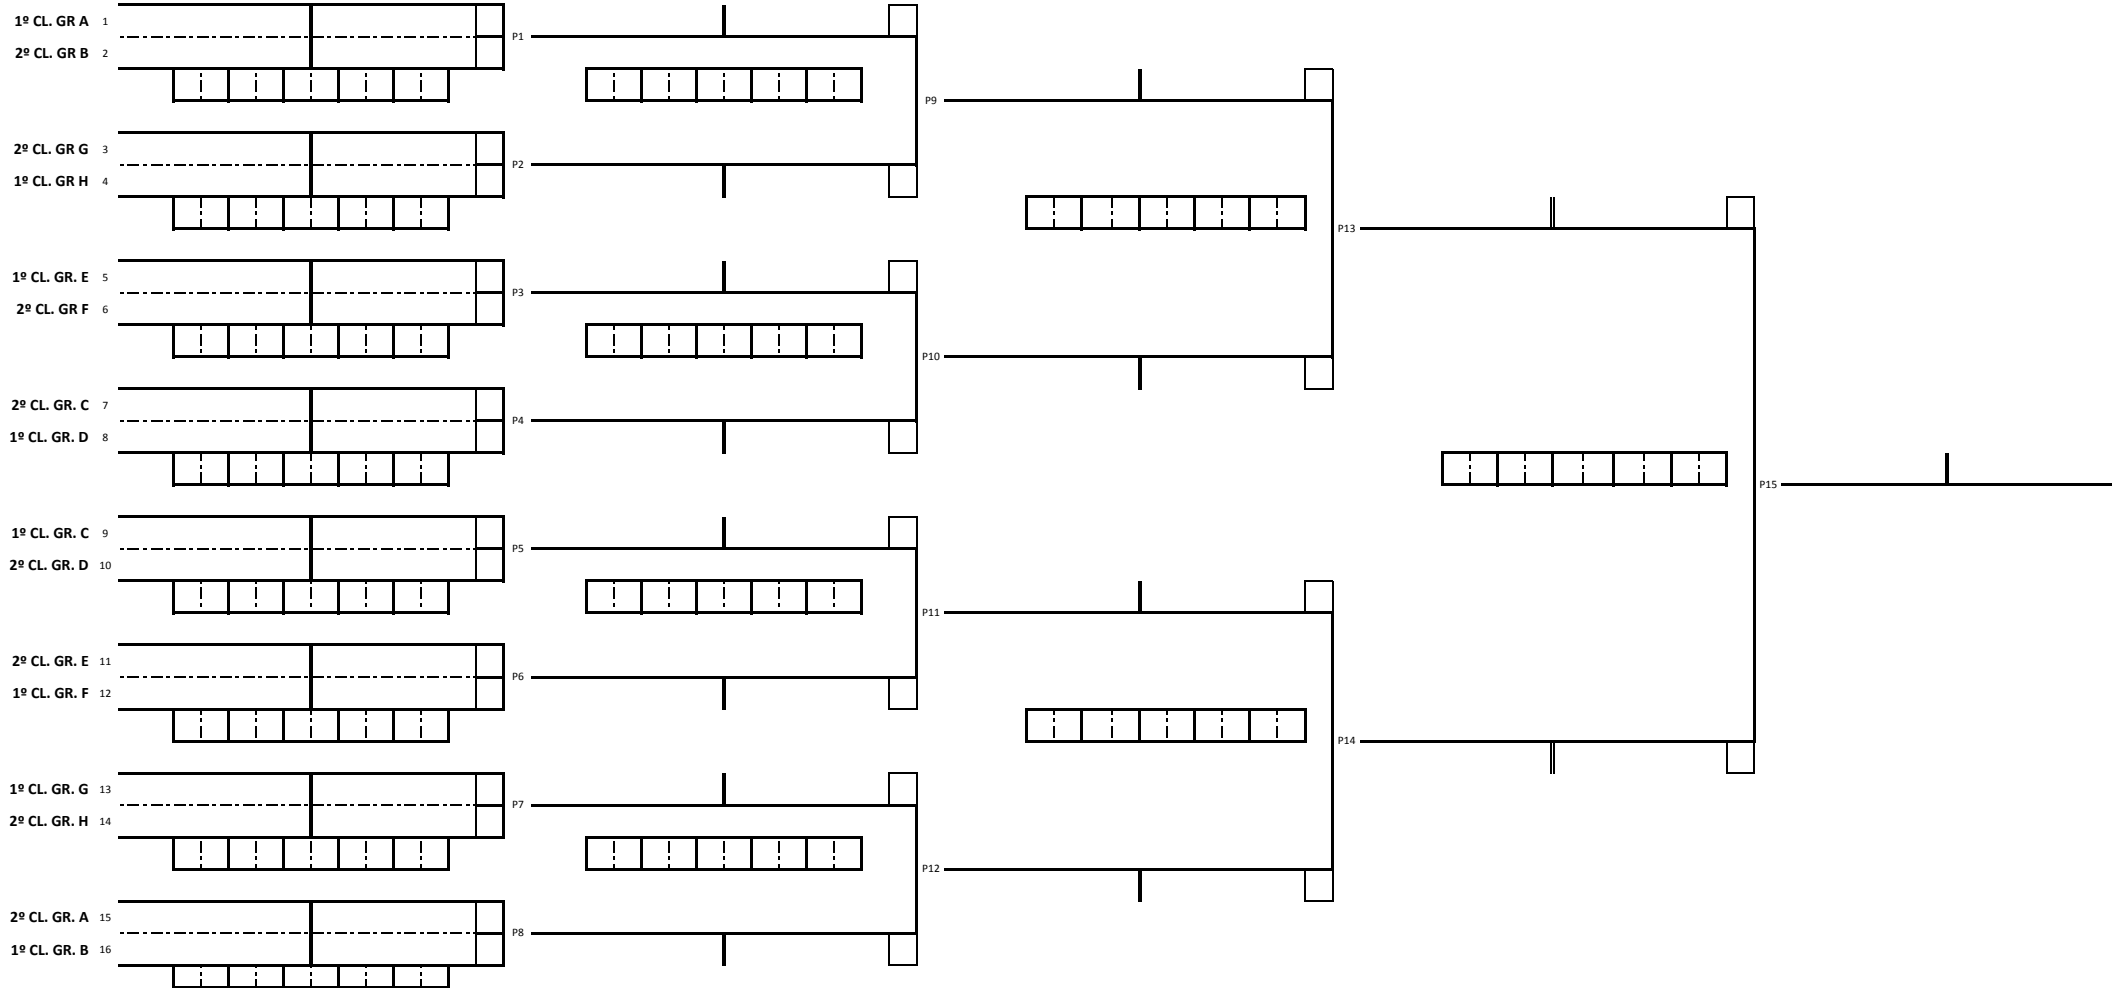 1º CL. GR A 1
P1
2º CL. GR B 2
P9
2º CL. GR G 3
P2
1º CL. GR H 4
P13
1º CL. GR. E 5
P3
2º CL. GR F 6
P10
2º CL. GR. C 7
P4
1º CL. GR. D 8
P15
1º CL. GR. C 9
P5
2º CL. GR. D 10
P11
2º CL. GR. E 11
P6
1º CL. GR. F 12
P14
1º CL. GR. G 13
P7
2º CL. GR. H 14
P12
2º CL. GR. A 15
P8
1º CL. GR. B 16